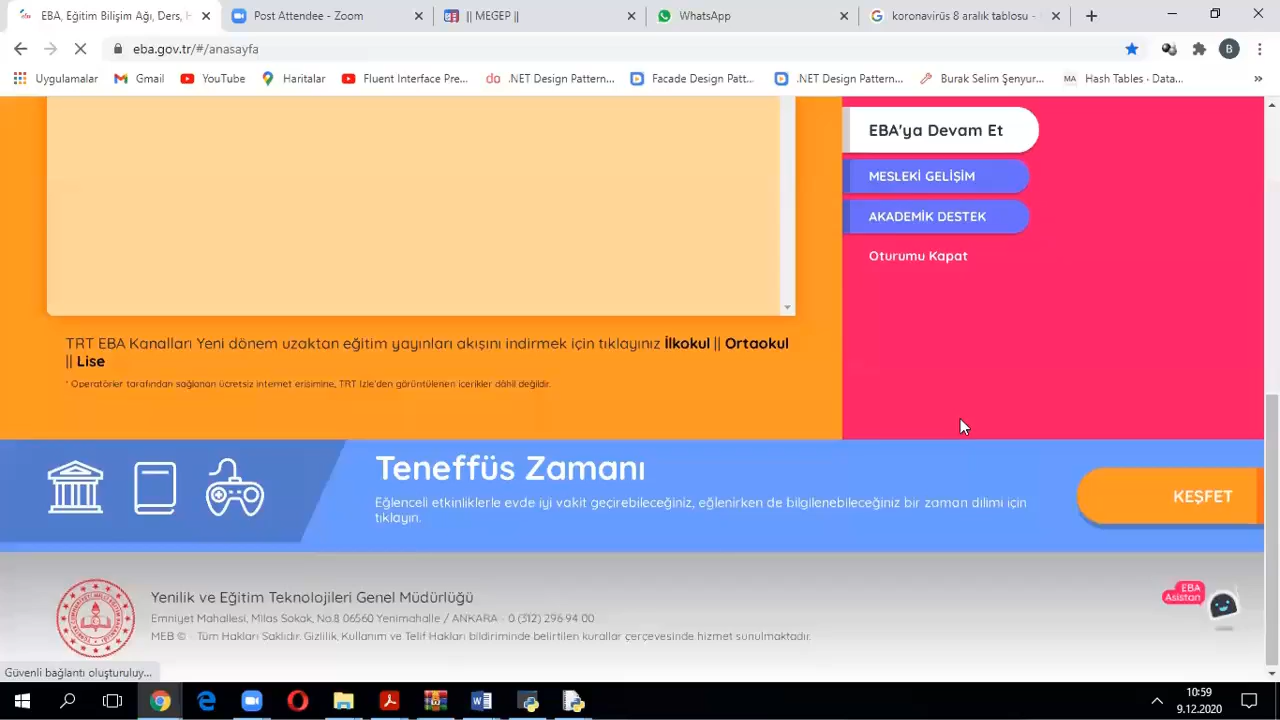 EBA, Eğitim Bilişim Ağı, Ders, H
Post Attendee - Zoom
|| MEGEP ||
WhatsApp
koronavirüs 8 aralık tablosu -
eba.gov.tr/#/anasayfa
B
Uygulamalar
Gmail
YouTube
Haritalar
Fluent Interface Pre...
do .NET Design Pattern...
Facade Design Patt...
.NET Design Pattern...
Burak Selim Şenyur...
MA Hash Tables - Data...
»
EBA'ya Devam Et
MESLEKİ GELİŞİM
AKADEMİK DESTEK
Oturumu Kapat
TRT EBA Kanalları Yeni dönem uzaktan eğitim yayınları akışını indirmek için tıklayınız İlkokul || Ortaokul
|| Lise
* Operatörler tarafından sağlanan ücretsiz internet erişimine, TRT İzle'den görüntülenen içerikler dâhil değildir.
Teneffüs Zamanı
Eğlenceli etkinliklerle evde iyi vakit geçirebileceğiniz, eğlenirken de bilgilenebileceğiniz bir zaman dilimi için
tıklayın.
KEŞFET
Yenilik ve Eğitim Teknolojileri Genel Müdürlüğü
Emniyet Mahallesi, Milas Sokak, No:8 06560 Yenimahalle / ANKARA - 0 (312) 296 94 00
MEB © - Tüm Hakları Saklıdır. Gizlilik, Kullanım ve Telif Hakları bildiriminde belirtilen kurallar çerçevesinde hizmet sunulmaktadır.
EBA
Asistan
Güvenli bağlantı oluşturuluy...
10:59
9.12.2020